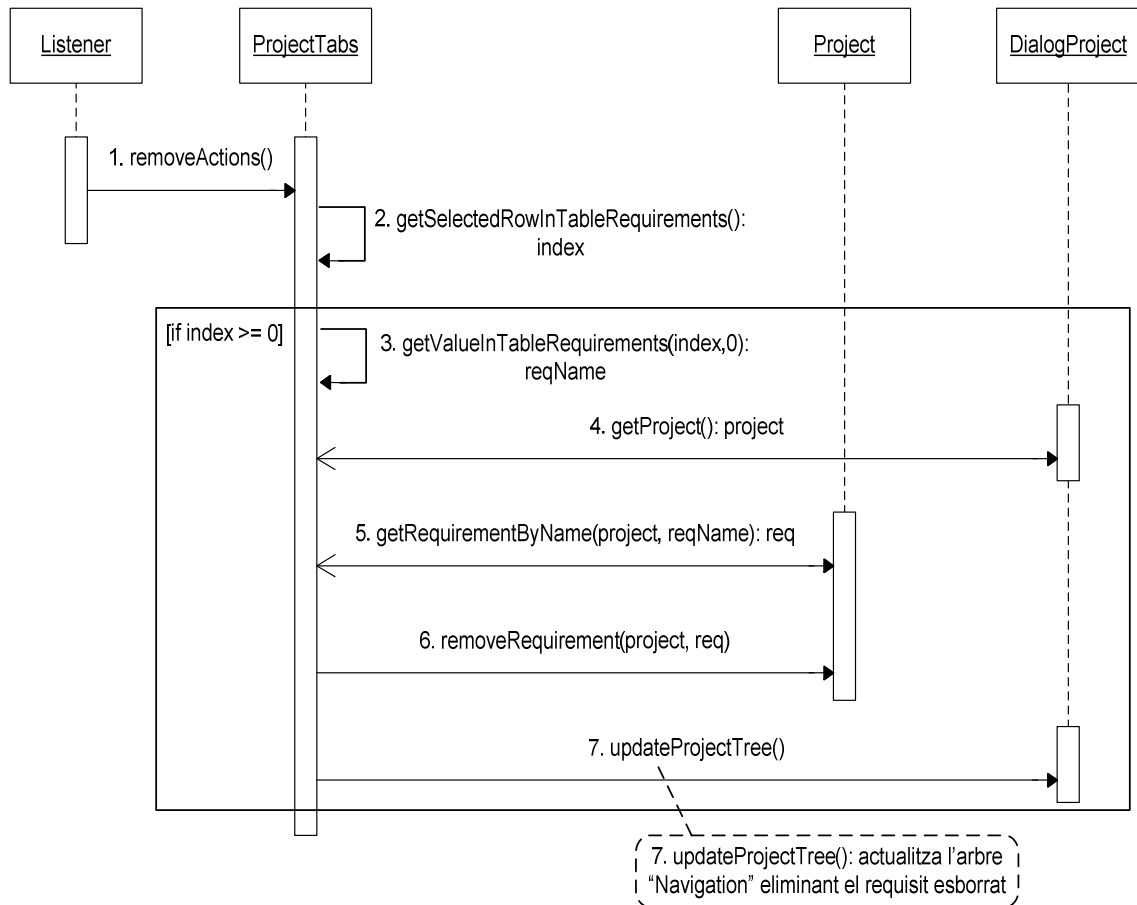 Listener
ProjectTabs
Project
DialogProject
1. removeActions()
2. getSelectedRowInTableRequirements():
index
[if index >= 0]
3. getValueInTableRequirements(index,0):
reqName
4. getProject(): project
5. getRequirementByName(project, reqName): req
6. removeRequirement(project, req)
7. updateProjectTree()
7. updateProjectTree(): actualitza l’arbre
“Navigation” eliminant el requisit esborrat